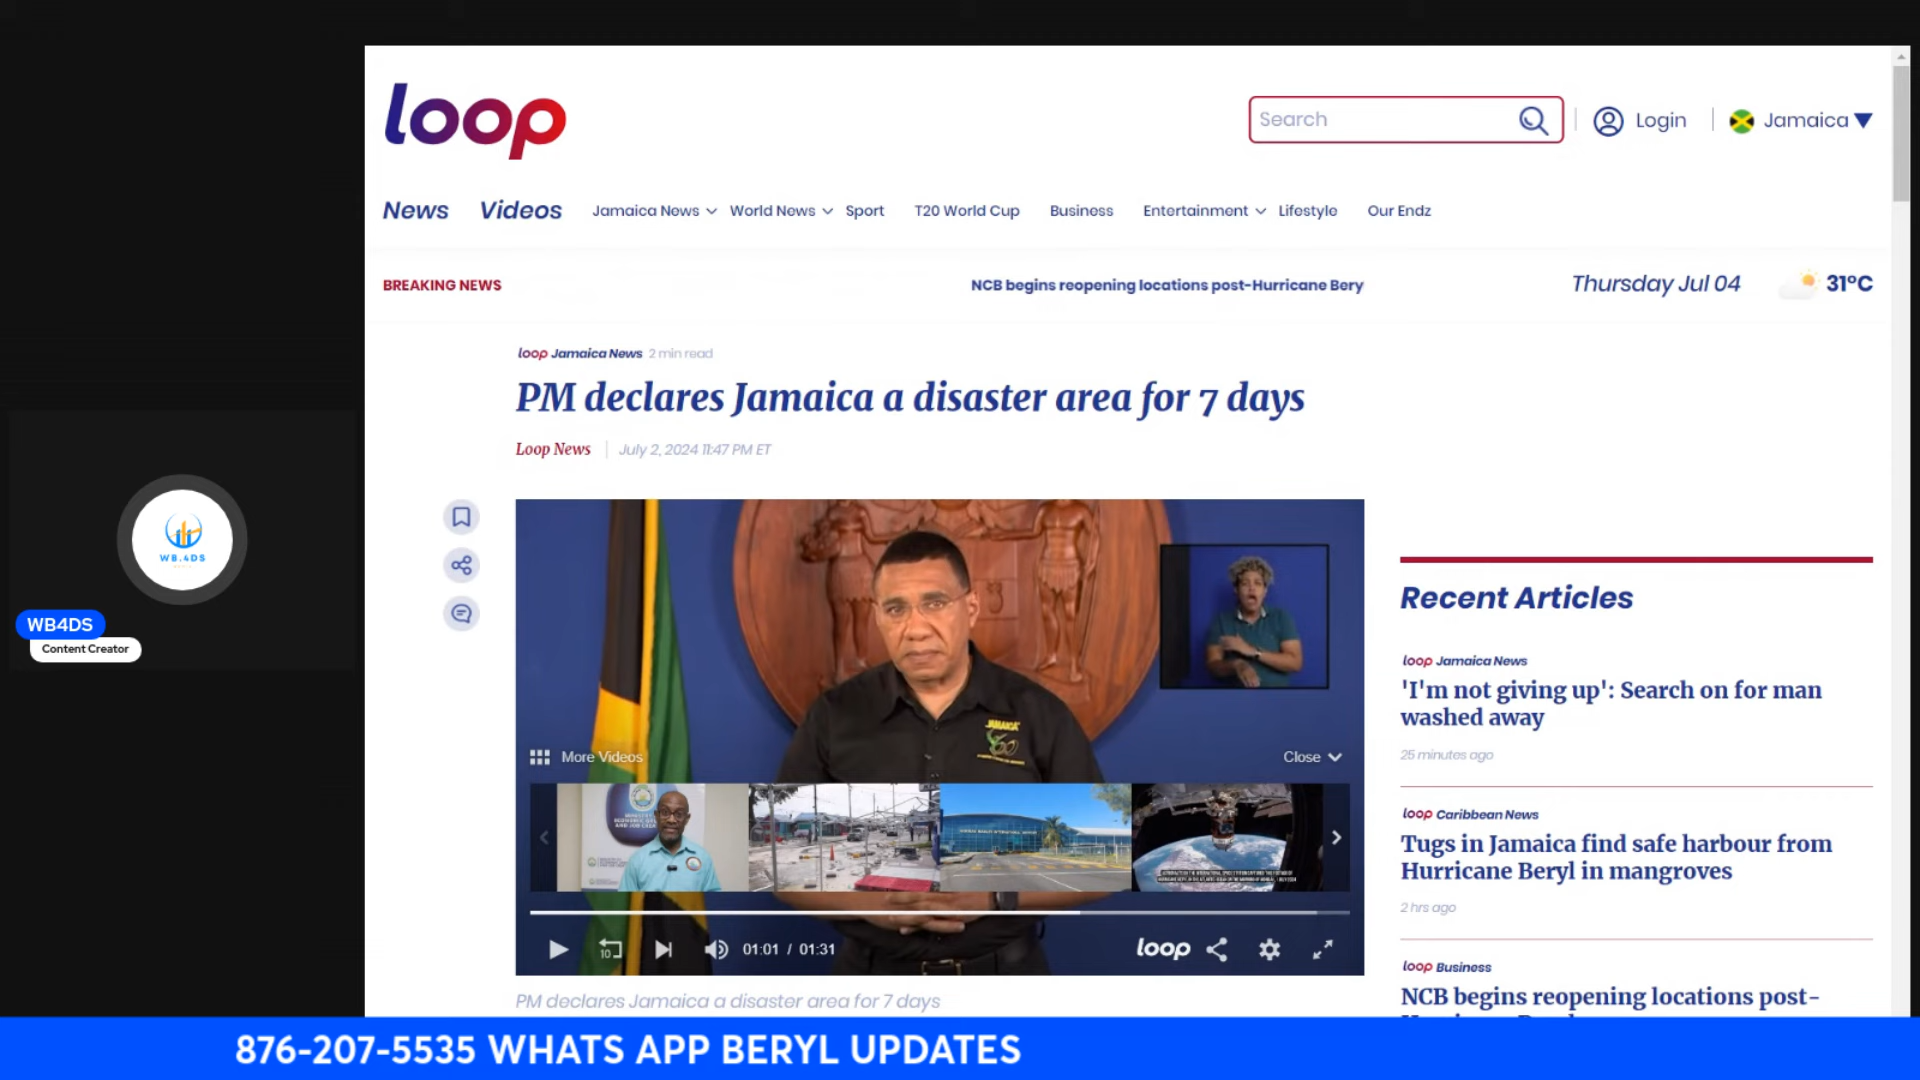 loop
Search
Login
Jamaica
News Videos Jamaica News World News Sport T20 World Cup Business Entertainment Lifestyle Our Endz
BREAKING NEWS
NCB begins reopening locations post-Hurricane Bery
Thursday Jul 04
31°C
loop Jamaica News 2 min read
PM declares Jamaica a disaster area for 7 days
Loop News
July 2, 2024 11:47 PM ET
WB.4DS
WB4DS
Content Creator
JAMAICA
60
More Videos
Close
10
01:01 / 01:31
loop
PM declares Jamaica a disaster area for 7 days
Recent Articles
loop Jamaica News
'I'm not giving up': Search on for man
washed away
25 minutes ago
loop Caribbean News
Tugs in Jamaica find safe harbour from
Hurricane Beryl in mangroves
2 hrs ago
loop Business
NCB begins reopening locations post-
876-207-5535 WHATS APP BERYL UPDATES